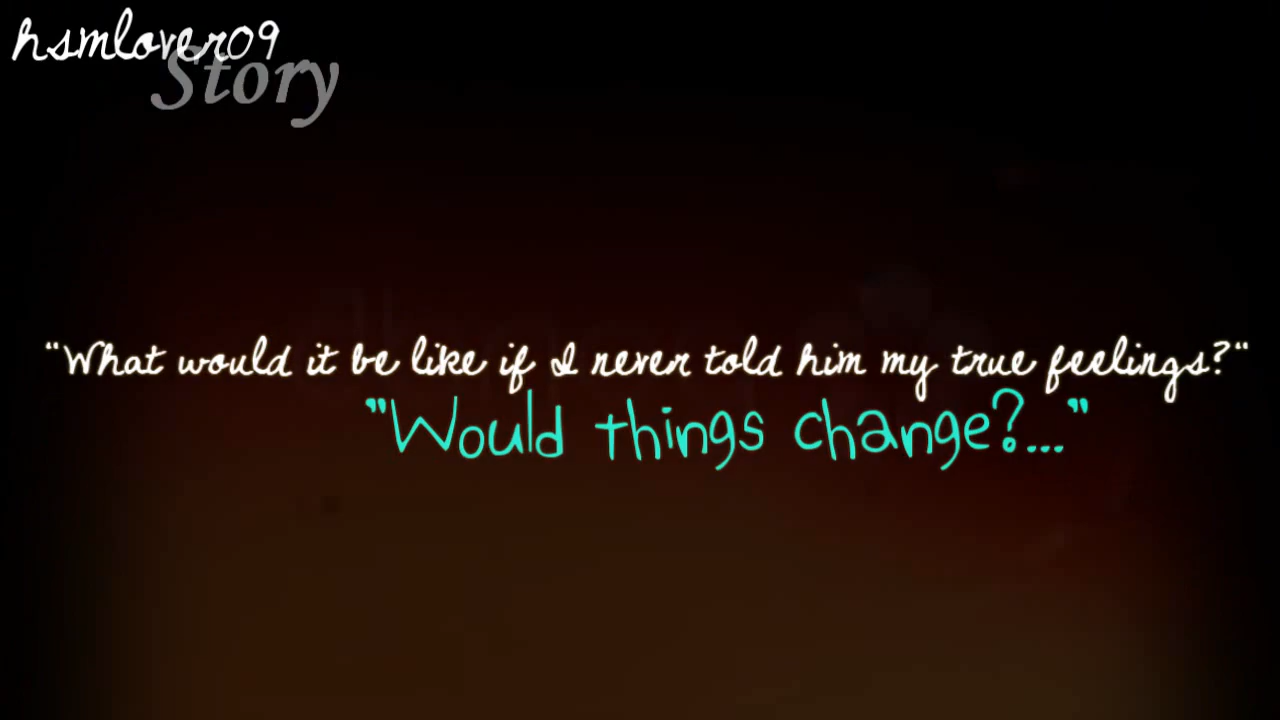 hsmlover09
Story
"What would it be like if I never told him my true feelings?"
"Would things change?..."